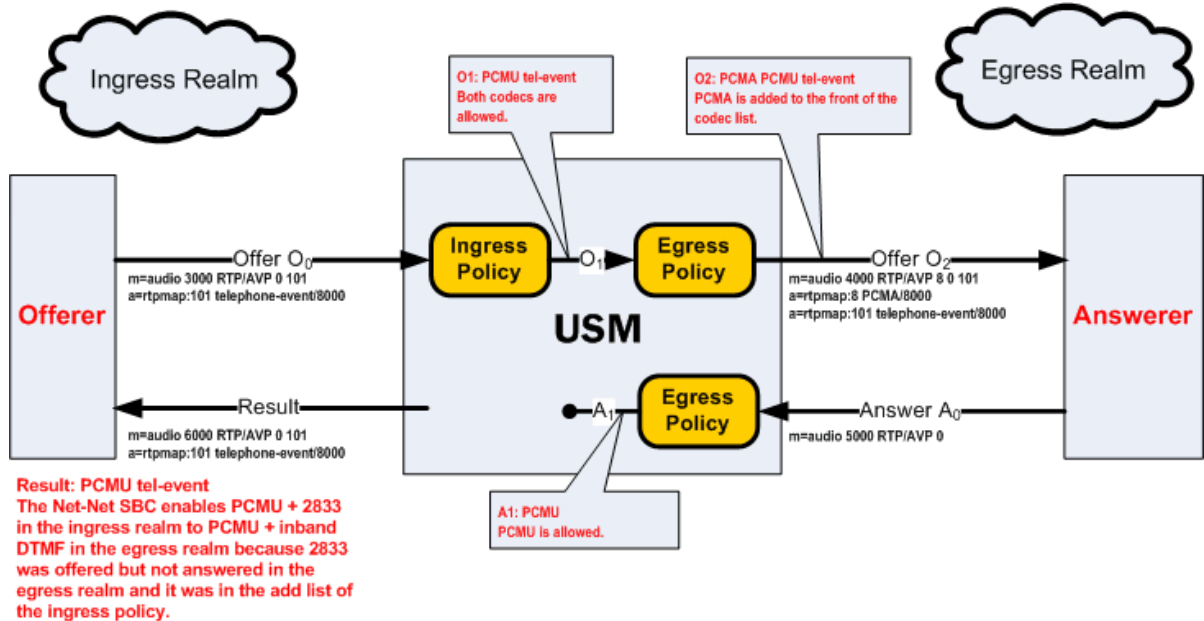 Ingress Realm
Egress Realm
O1: PCMU tel-event
Both codecs are
allowed.
O2: PCMA PCMU tel-event
PCMA is added to the front of the
codec list.
Offerer
Offer O0
m=audio 3000 RTP/AVP 0 101
a=rtpmap:101 telephone-event/8000
Ingress
Policy
O1
Egress
Policy
Offer O2
m=audio 4000 RTP/AVP 8 0 101
a=rtpmap:8 PCMA/8000
a=rtpmap:101 telephone-event/8000
Answerer
USM
Result
m=audio 6000 RTP/AVP 0 101
a=rtpmap:101 telephone-event/8000
A1
Egress
Policy
Answer A0
m=audio 5000 RTP/AVP 0
A1: PCMU
PCMU is allowed.
Result: PCMU tel-event
The Net-Net SBC enables PCMU + 2833
in the ingress realm to PCMU + inband
DTMF in the egress realm because 2833
was offered but not answered in the
egress realm and it was in the add list of
the ingress policy.